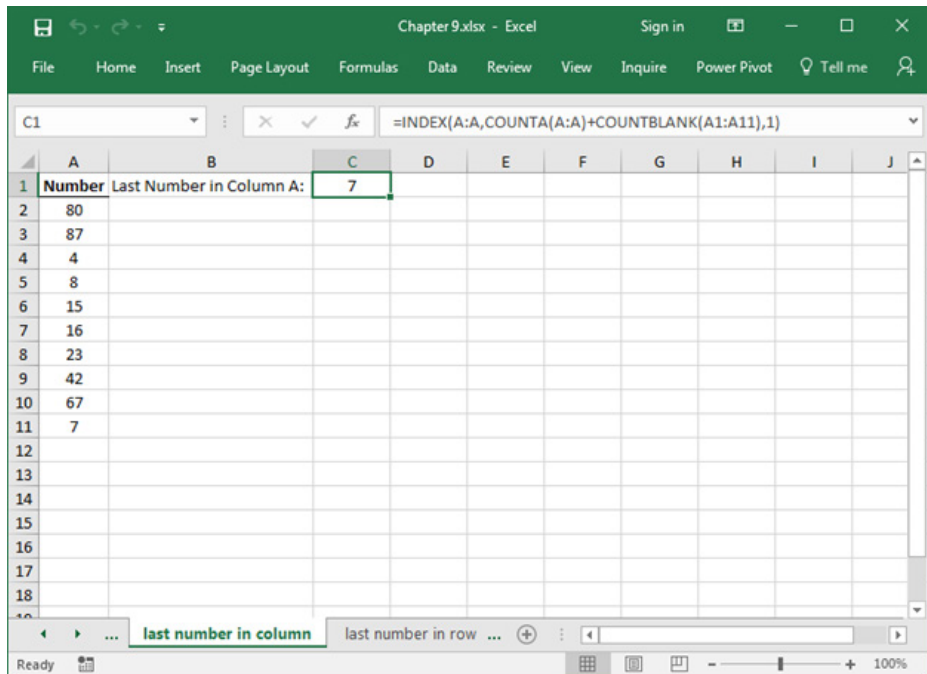 Chapter 9.xlsx - Excel Sign in
File Home Insert Page Layout Formulas Data Review View Inquire Power Pivot Tell me
C1 fx =INDEX(A:A,COUNTA(A:A)+COUNTBLANK(A1:A11),1)
A B C D E F G H I J
1 Number Last Number in Column A: 7
2 80
3 87
4 4
5 8
6 15
7 16
8 23
9 42
10 67
11 7
12
13
14
15
16
17
18
... last number in column last number in row ...
Ready 100%